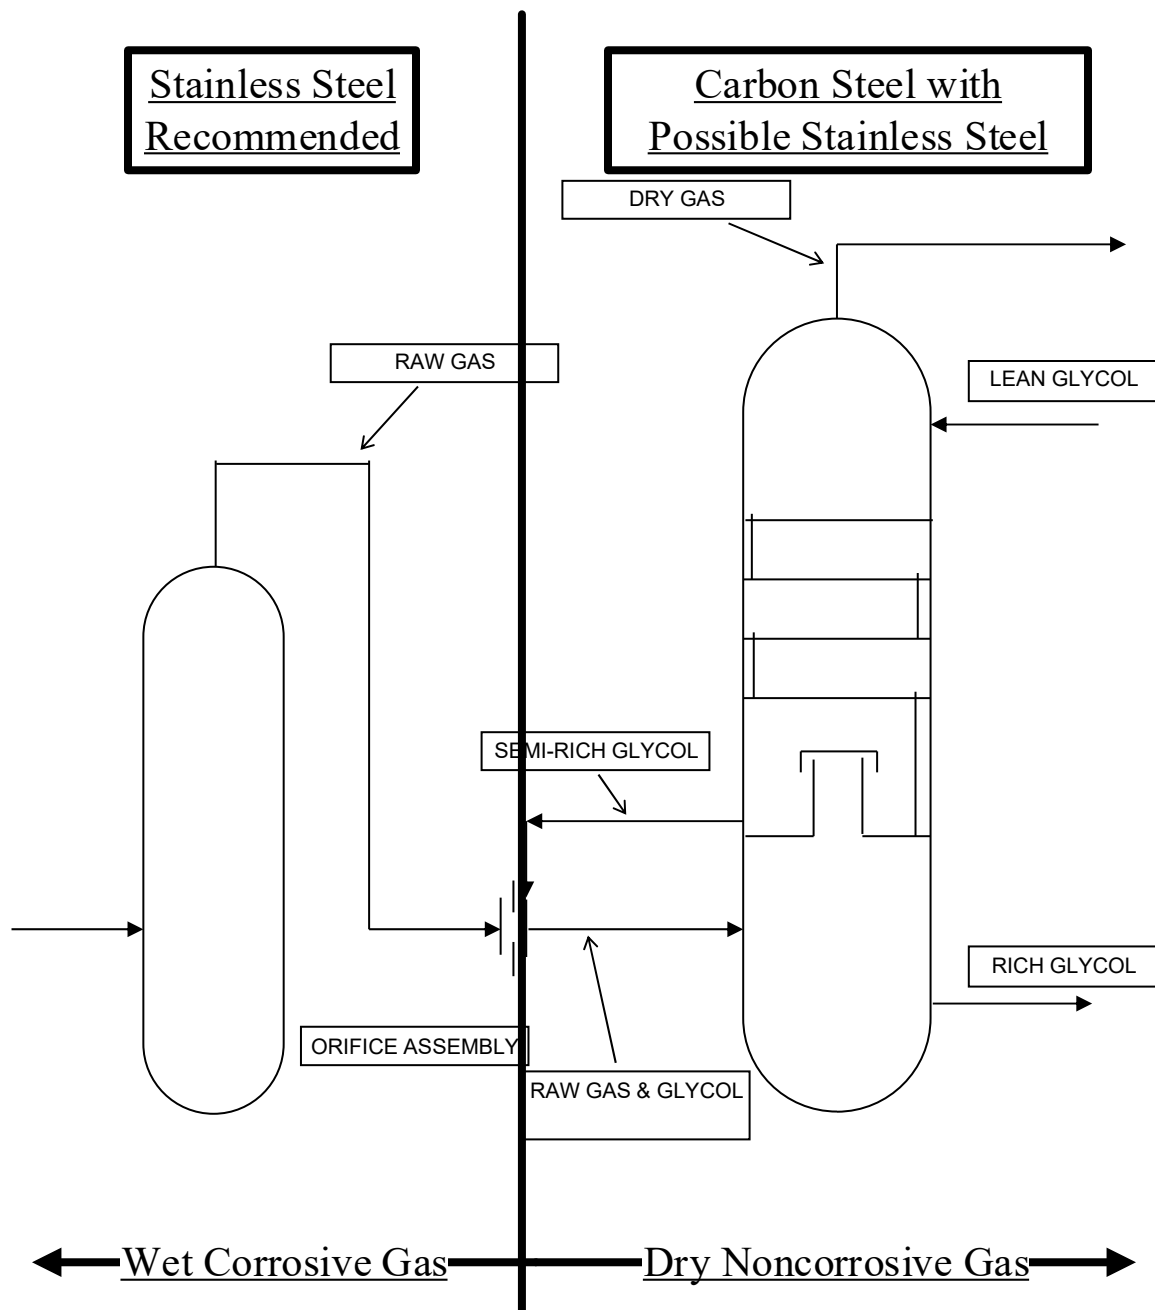 Stainless Steel
Recommended
Carbon Steel with
Possible Stainless Steel
DRY GAS
RAW GAS
LEAN GLYCOL
SEMI-RICH GLYCOL
RICH GLYCOL
ORIFICE ASSEMBLY
RAW GAS & GLYCOL
Wet Corrosive Gas
Dry Noncorrosive Gas